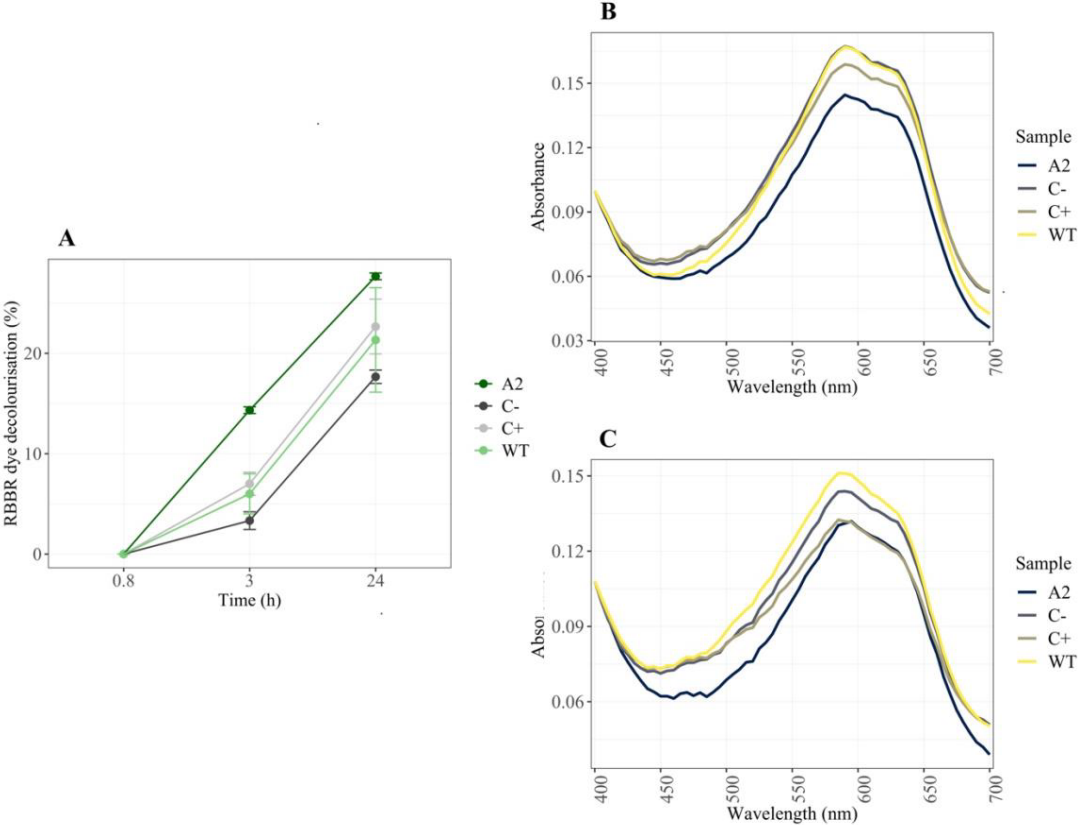 A
RBBR dye decolourisation (%)
20
10
0
0.8 3 24
Time (h)
A2
C-
C+
WT
B
Absorbance
0.15
0.12
0.09
0.06
0.03
400 450 500 550 600 650 700
Wavelength (nm)
Sample
A2
C-
C+
WT
C
0.15
0.12
0.09
0.06
400 450 500 550 600 650 700
Wavelength (nm)
Sample
A2
C-
C+
WT